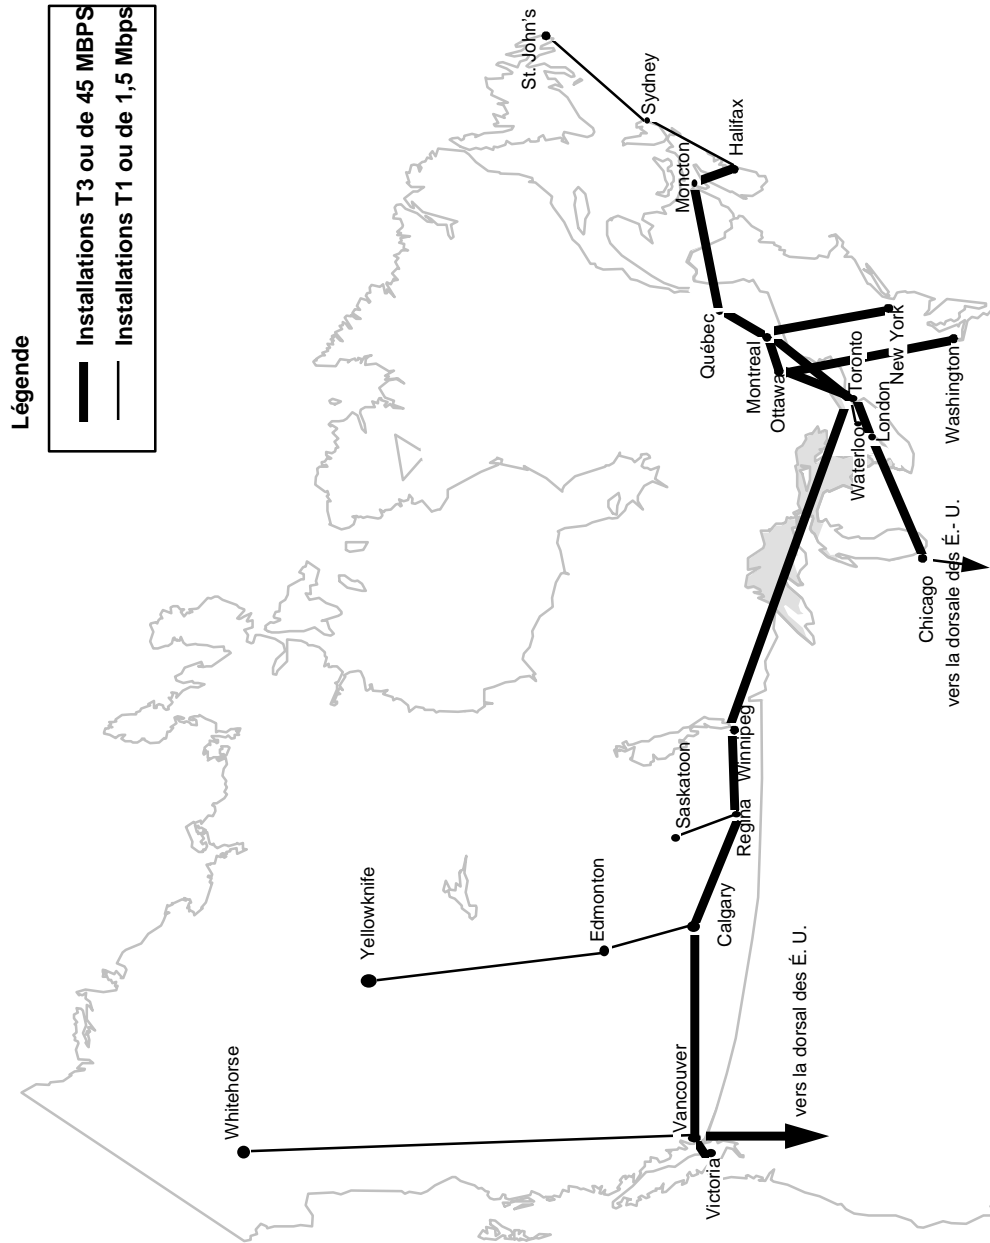 Légende
Installations T3 ou de 45 MBPS
Installations T1 ou de 1,5 Mbps
Whitehorse
Yellowknife
Edmonton
Saskatoon
Vancouver
Victoria
Calgary
Regina
Winnipeg
vers la dorsal des É. U.
Chicago
vers la dorsale des É.- U.
Waterloo
London
Toronto
Ottawa
Montreal
Québec
New York
Washington
Moncton
Halifax
Sydney
St. John's